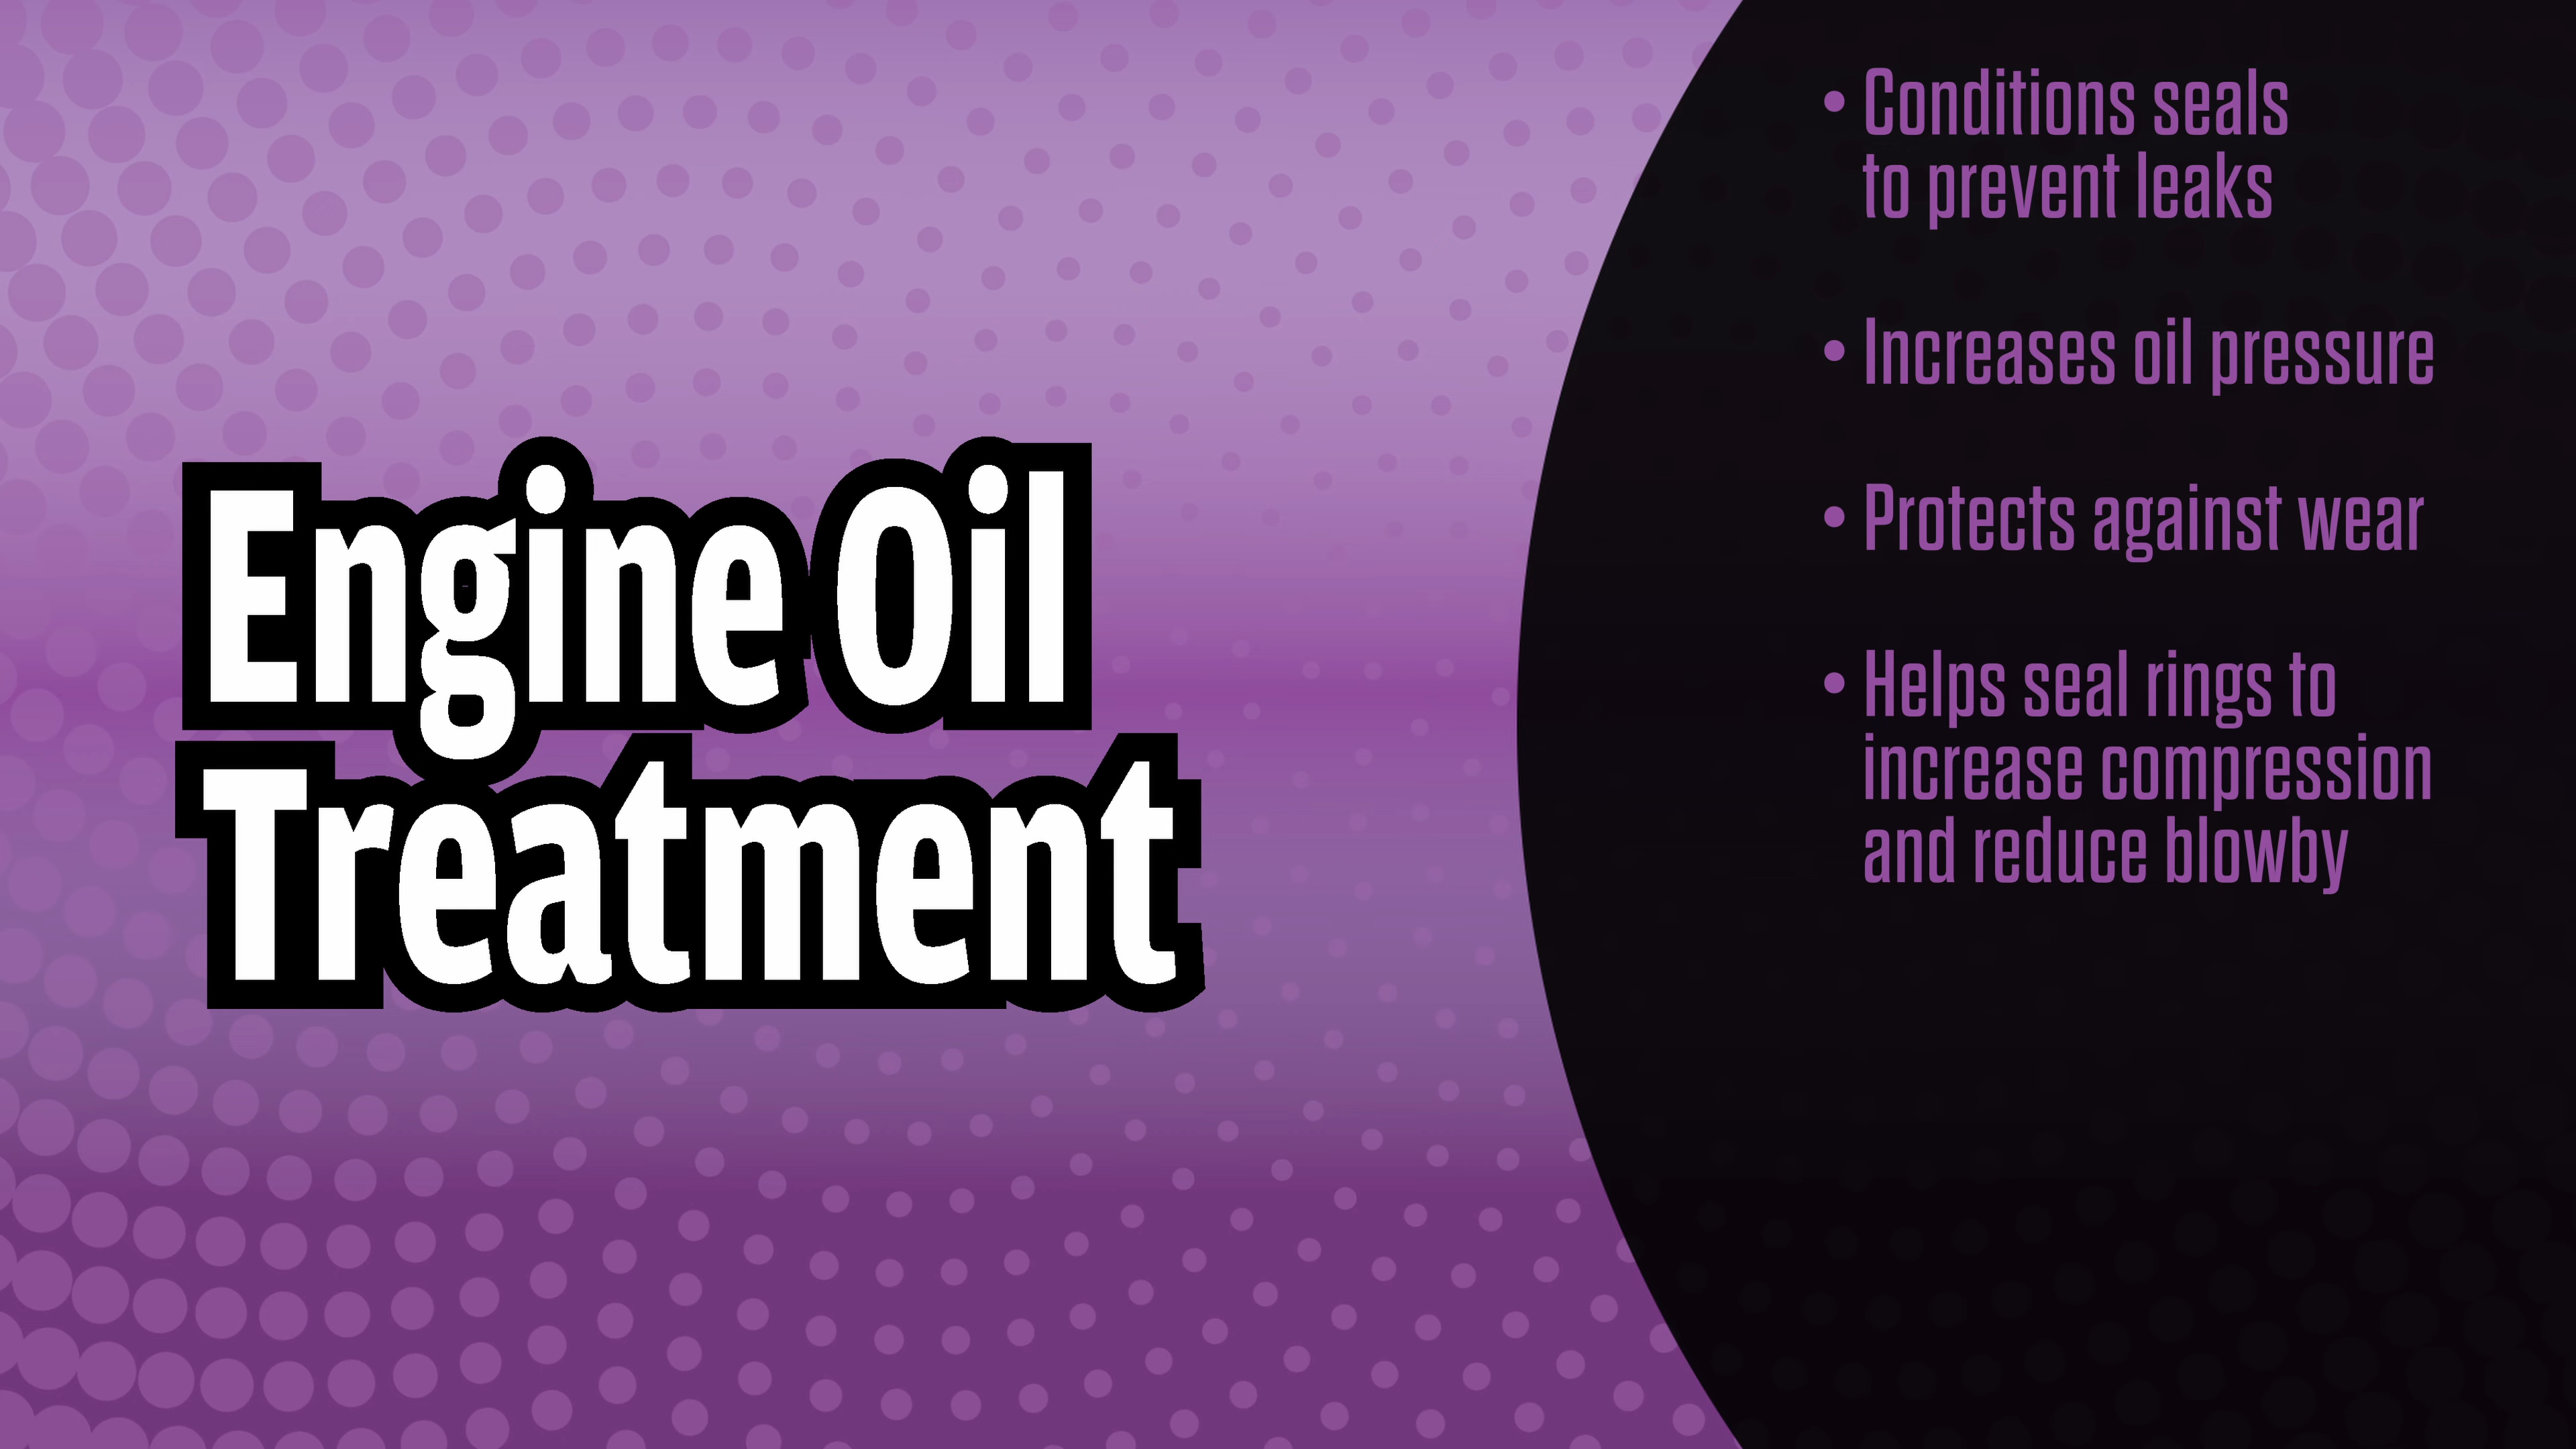 Engine Oil
Treatment
• Conditions seals
to prevent leaks
• Increases oil pressure
• Protects against wear
• Helps seal rings to
increase compression
and reduce blowby